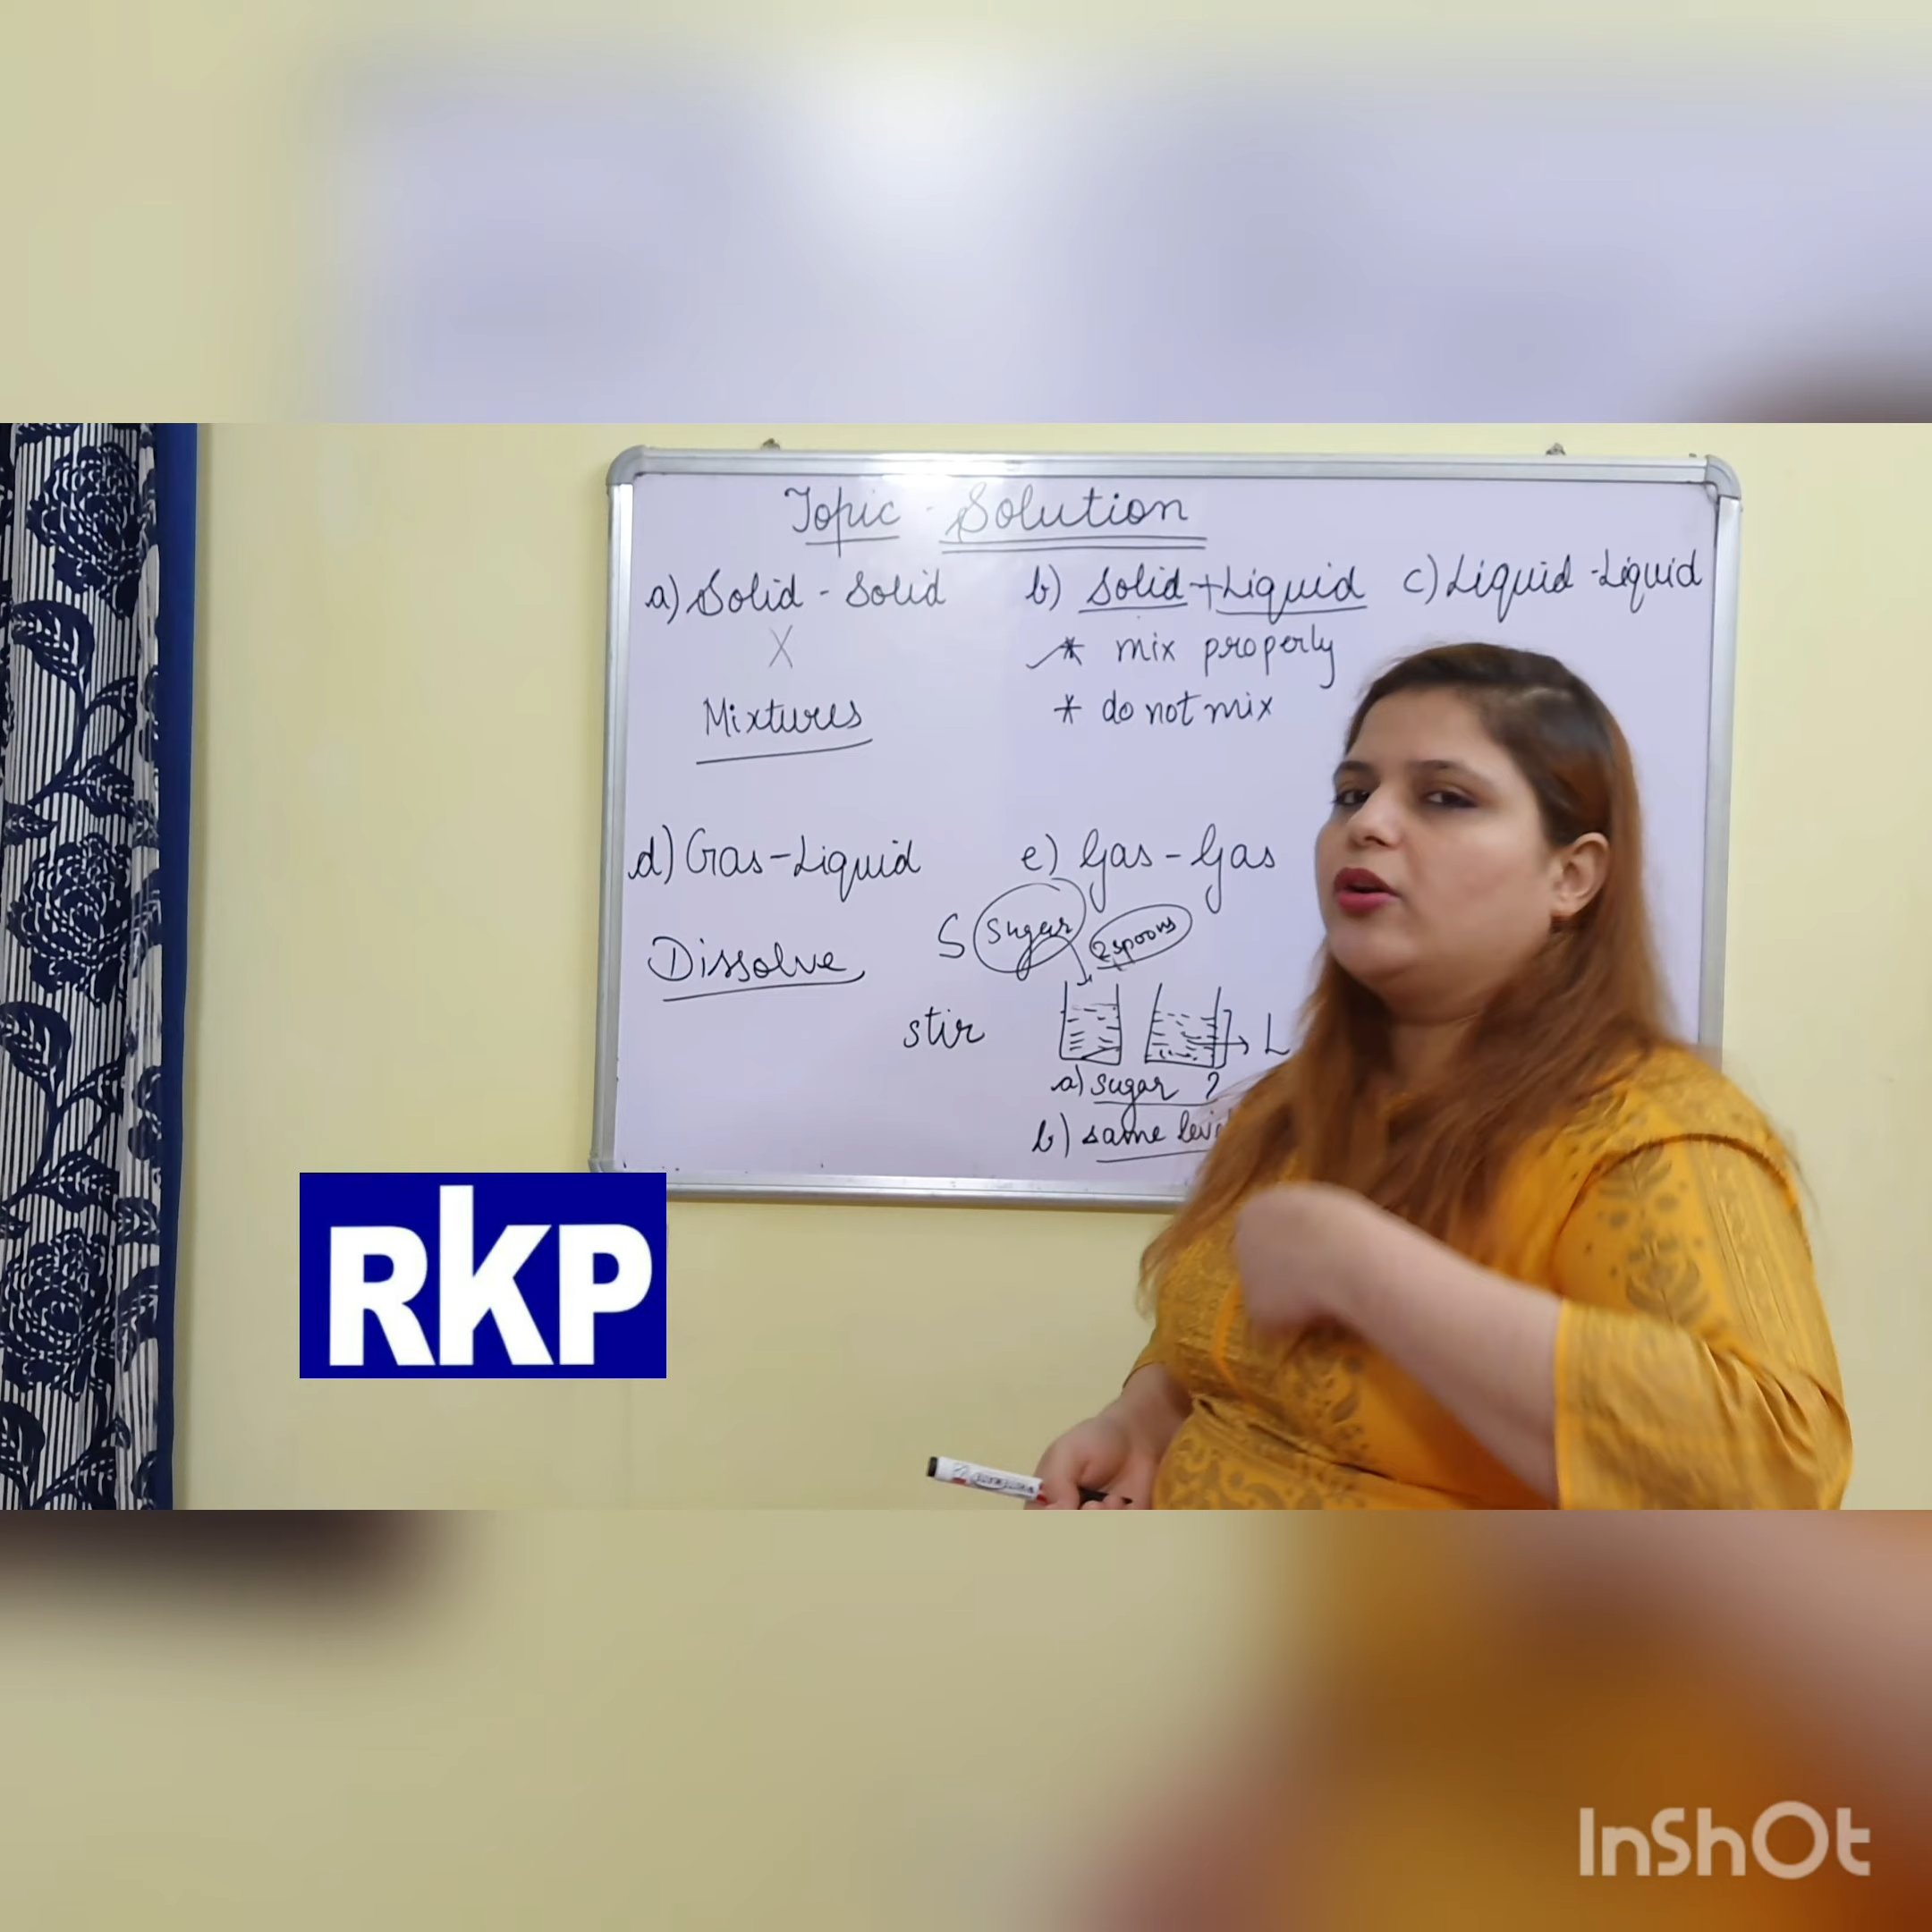 Topic - Solution
a) Solid - Solid
X
Mixtures
b) Solid + Liquid
* mix properly
* do not mix
c) Liquid - Liquid
d) Gas - Liquid
Dissolve
e) Gas - Gas
S Sugar 2 spoons
stir
L
a) sugar ?
b) same
RKP
InShOt